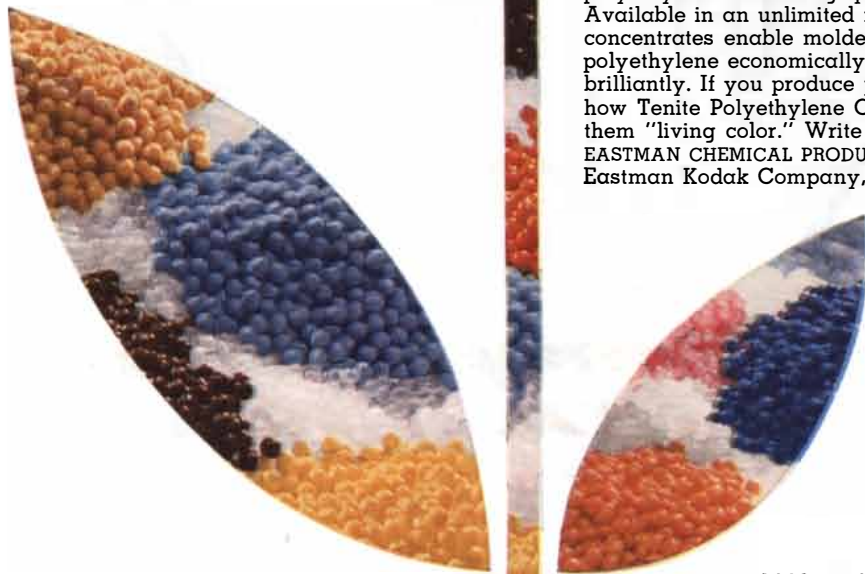 Available in an unlimited
concentrates enable molde
polyethylene economically
brilliantly. If you produce
how Tenite Polyethylene C
them "living color." Write
EASTMAN CHEMICAL PRODU
Eastman Kodak Company,